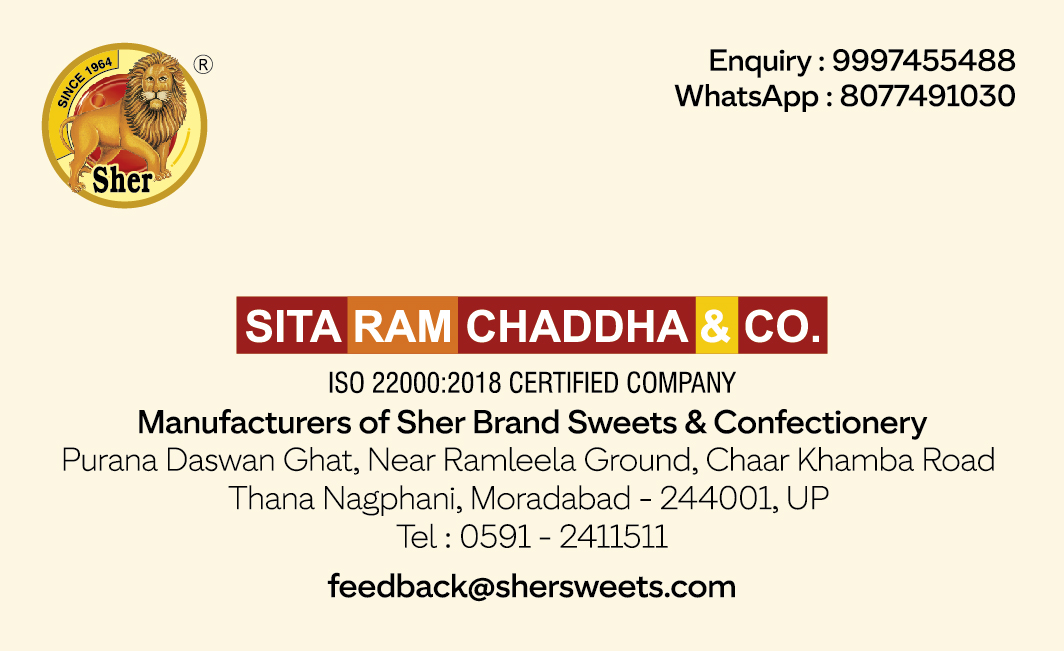 SINCE 1964
Sher
®
Enquiry : 9997455488
WhatsApp : 8077491030
SITA RAM CHADDHA & CO.
ISO 22000:2018 CERTIFIED COMPANY
Manufacturers of Sher Brand Sweets & Confectionery
Purana Daswan Ghat, Near Ramleela Ground, Chaar Khamba Road
Thana Nagphani, Moradabad - 244001, UP
Tel : 0591 - 2411511
feedback@shersweets.com